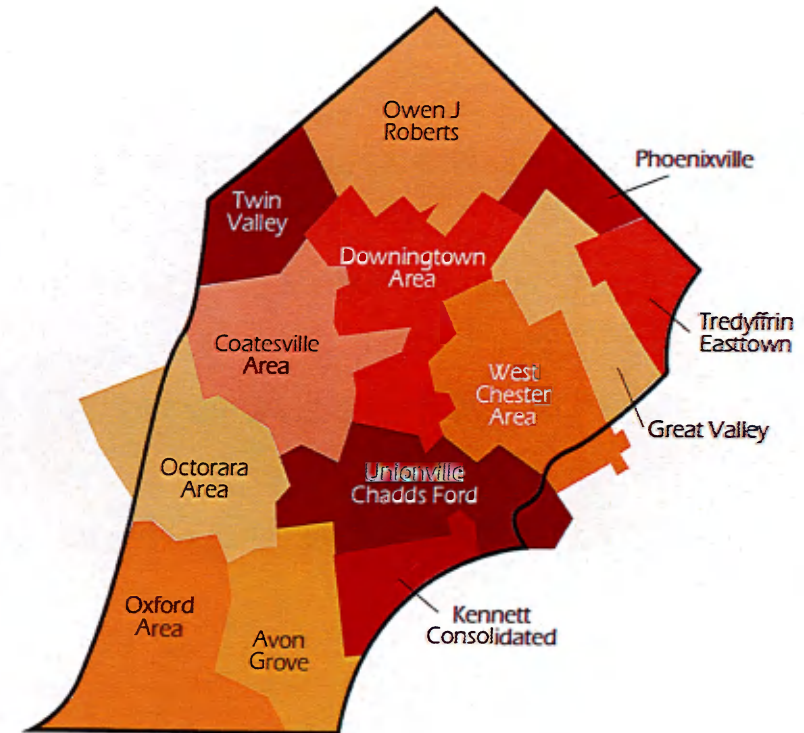 Owen J
Roberts
Phoenixville
Twin
Valley
Downingtown
Area
Tredyffrin
Easttown
Coatesville
Area
West
Chester
Area
Great Valley
Octorara
Area
Unionville
Chadds Ford
Oxford
Area
Avon
Grove
Kennett
Consolidated